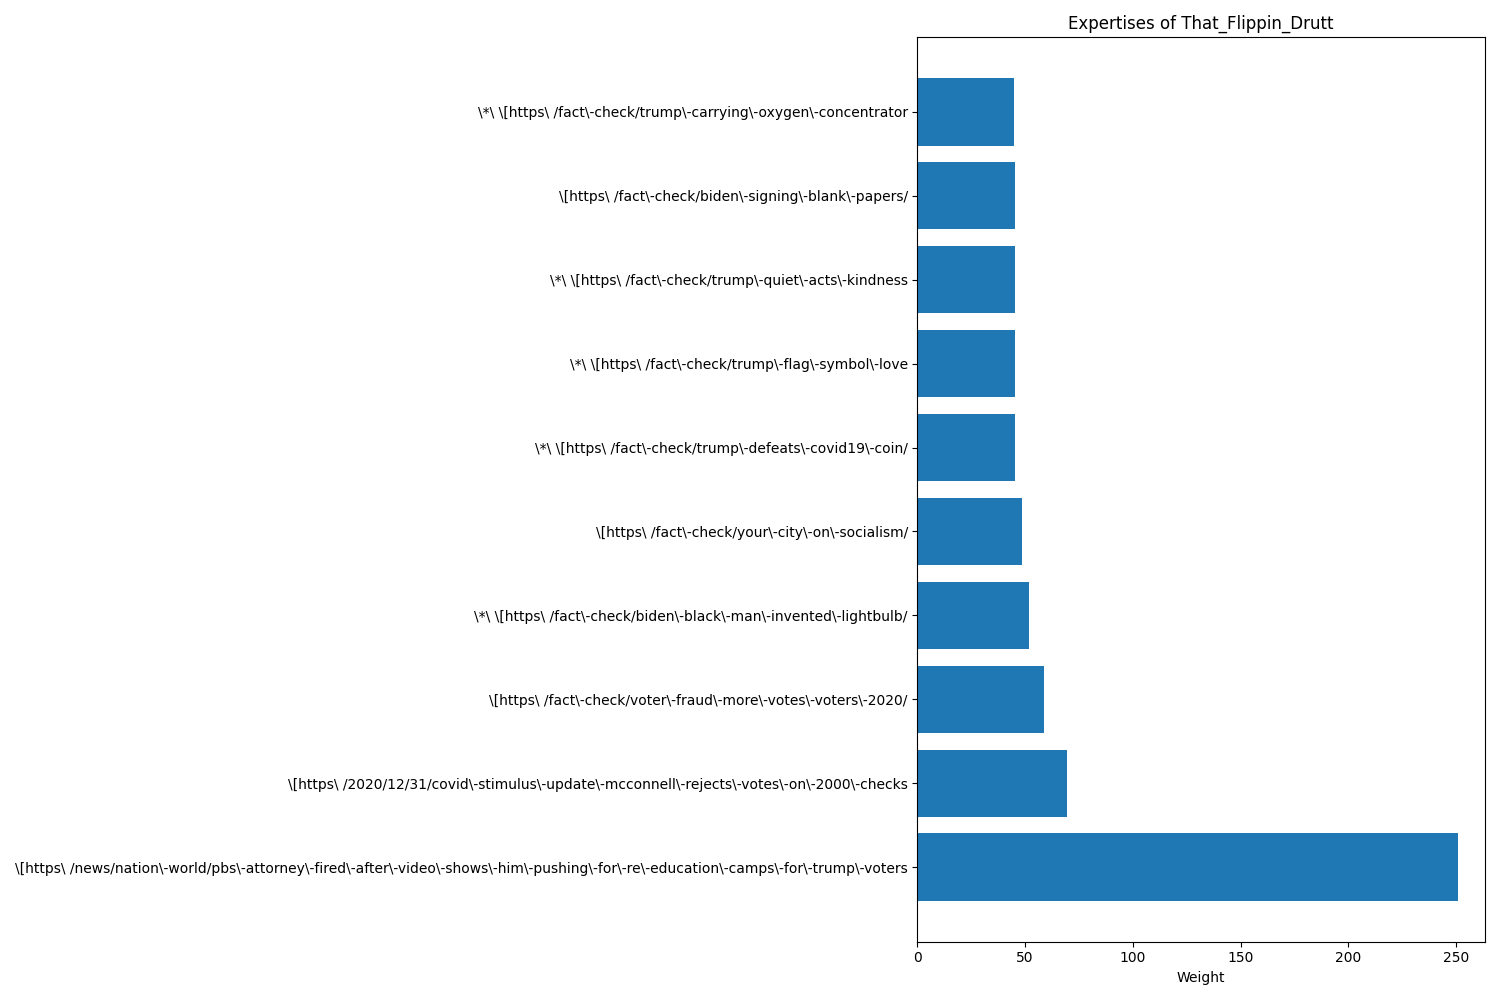 Expertises of That_Flippin_Drutt
\*\ \[https\ /fact\-check/trump\-carrying\-oxygen\-concentrator
\[https\ /fact\-check/biden\-signing\-blank\-papers/
\*\ \[https\ /fact\-check/trump\-quiet\-acts\-kindness
\*\ \[https\ /fact\-check/trump\-flag\-symbol\-love
\*\ \[https\ /fact\-check/trump\-defeats\-covid19\-coin/
\[https\ /fact\-check/your\-city\-on\-socialism/
\*\ \[https\ /fact\-check/biden\-black\-man\-invented\-lightbulb/
\[https\ /fact\-check/voter\-fraud\-more\-votes\-voters\-2020/
\[https\ /2020/12/31/covid\-stimulus\-update\-mcconnell\-rejects\-votes\-on\-2000\-checks
\[https\ /news/nation\-world/pbs\-attorney\-fired\-after\-video\-shows\-him\-pushing\-for\-re\-education\-camps\-for\-trump\-voters
0 50 100 150 200 250
Weight